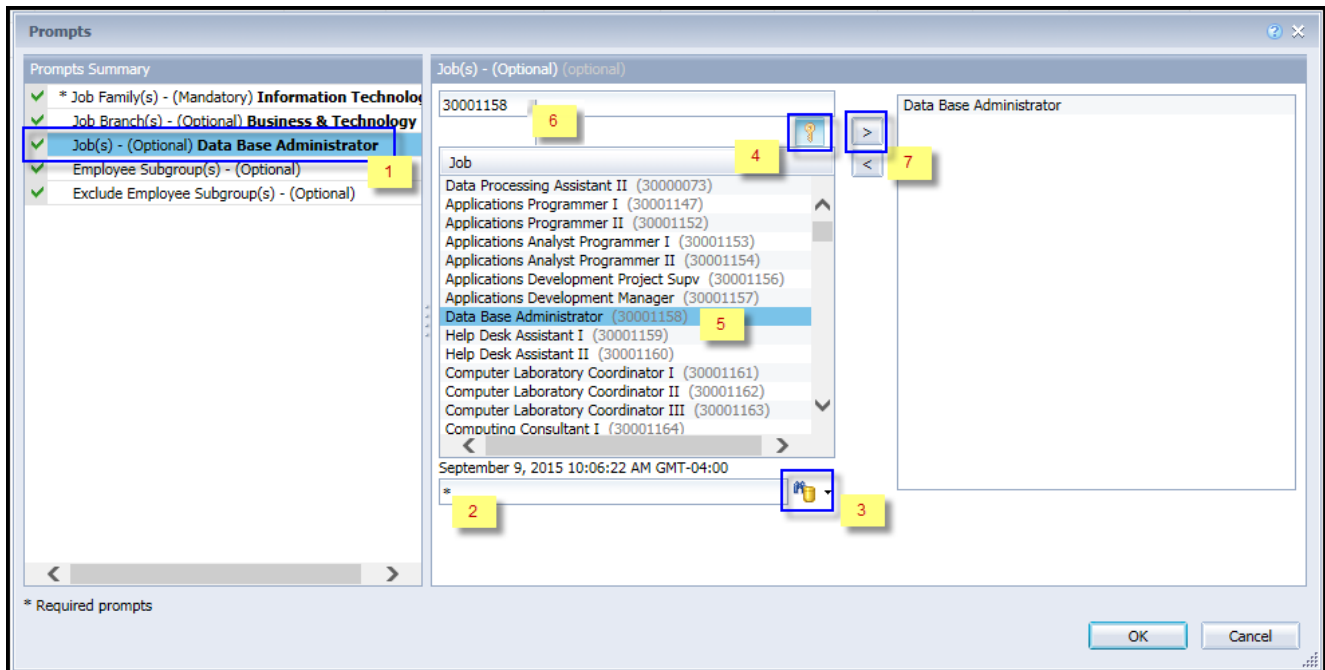 Prompts
Prompts Summary
* Job Family(s) - (Mandatory) Information Technolo
Job Branch(s) - (Optional) Business & Technology
Job(s) - (Optional) Data Base Administrator
1
Employee Subgroup(s) - (Optional)
Exclude Employee Subgroup(s) - (Optional)
* Required prompts
Job(s) - (Optional) (optional)
30001158
6
4
Job
Data Processing Assistant II (30000073)
Applications Programmer I (30001147)
Applications Programmer II (30001152)
Applications Analyst Programmer I (30001153)
Applications Analyst Programmer II (30001154)
Applications Development Project Supv (30001156)
Applications Development Manager (30001157)
Data Base Administrator (30001158)
5
Help Desk Assistant I (30001159)
Help Desk Assistant II (30001160)
Computer Laboratory Coordinator I (30001161)
Computer Laboratory Coordinator II (30001162)
Computer Laboratory Coordinator III (30001163)
Computing Consultant I (30001164)
September 9, 2015 10:06:22 AM GMT-04:00
*
2
3
>
<
7
Data Base Administrator
OK
Cancel